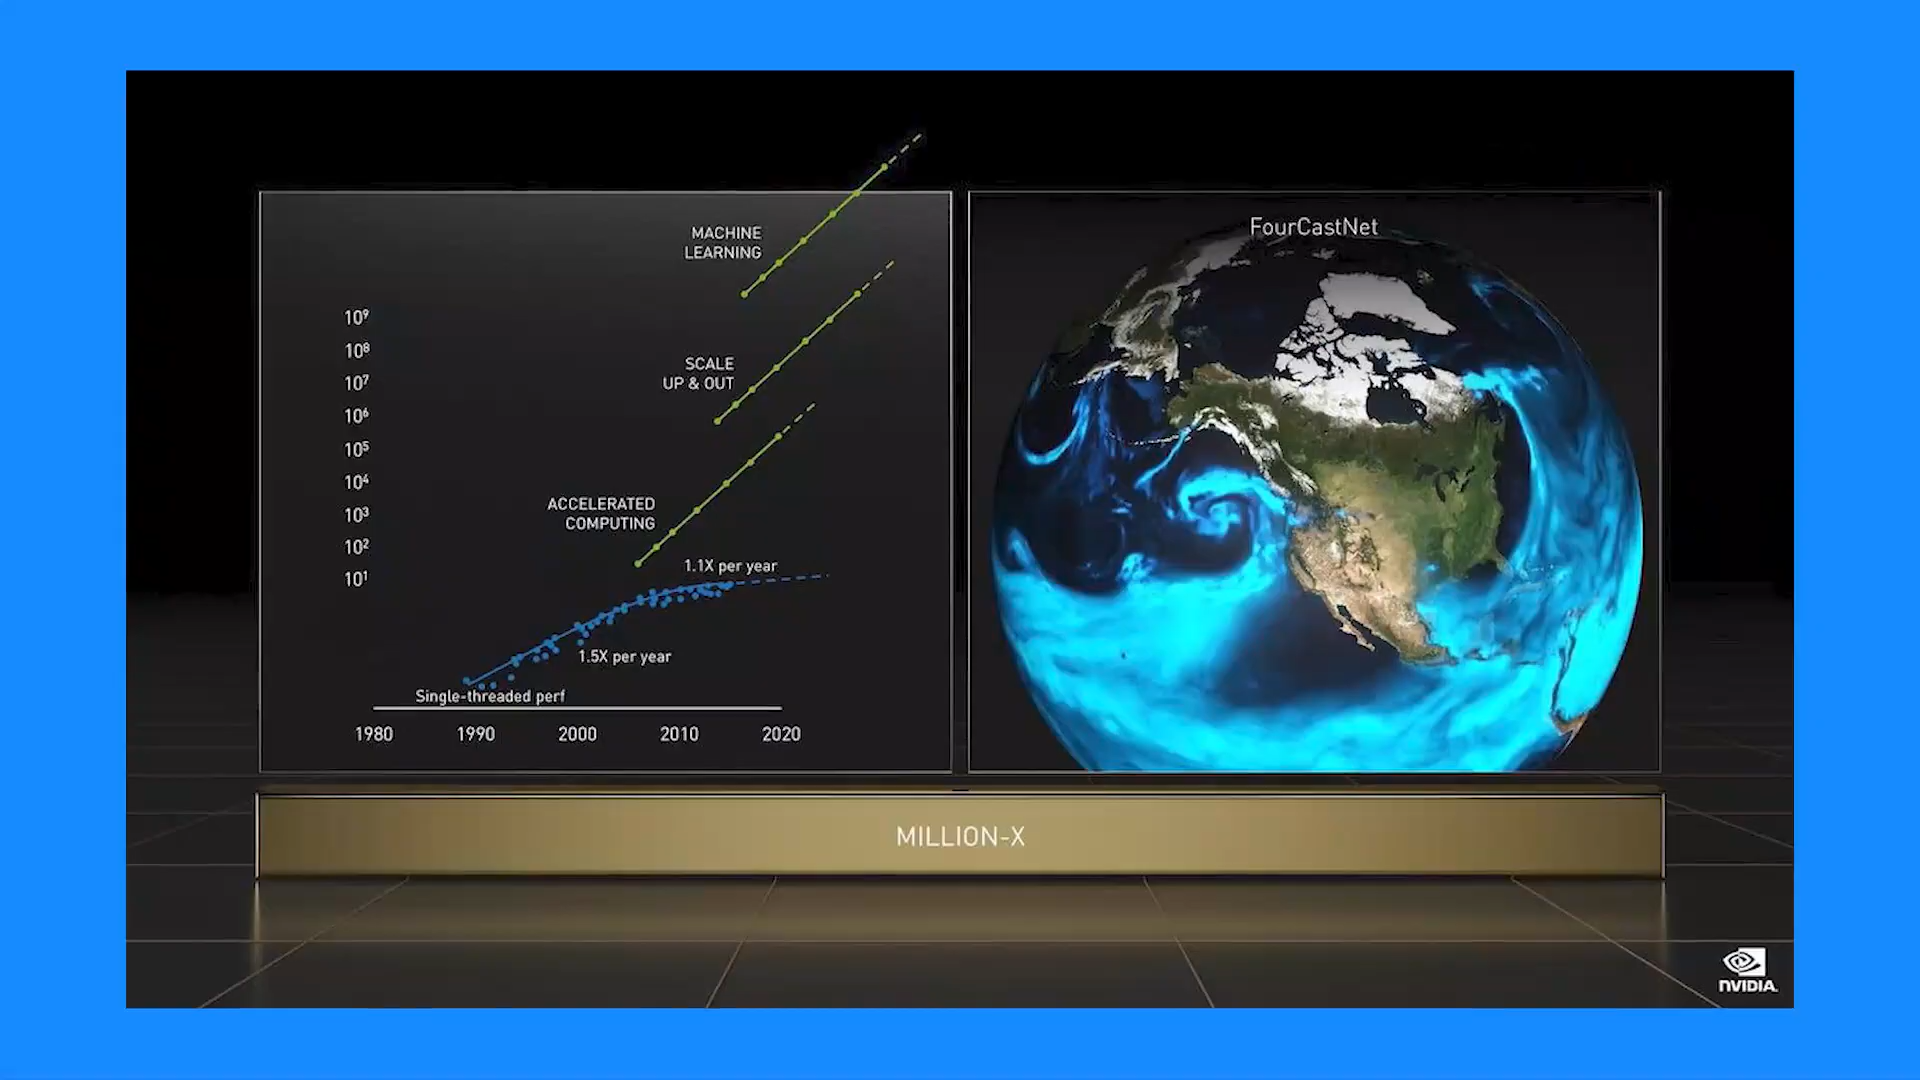 MACHINE
LEARNING
SCALE
UP & OUT
ACCELERATED
COMPUTING
10⁹
10⁸
10⁷
10⁶
10⁵
10⁴
10³
10²
10¹
1.1X per year
1.5X per year
Single-threaded perf
1980 1990 2000 2010 2020
FourCastNet
MILLION-X
NVIDIA.